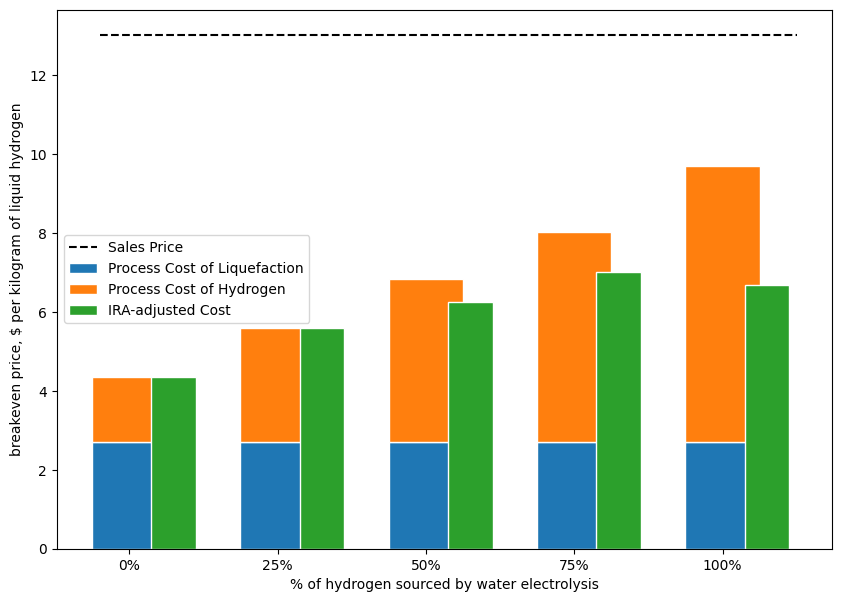 breakeven price, $ per kilogram of liquid hydrogen
12
10
8
6
4
2
0
Sales Price
Process Cost of Liquefaction
Process Cost of Hydrogen
IRA-adjusted Cost
0% 25% 50% 75% 100%
% of hydrogen sourced by water electrolysis